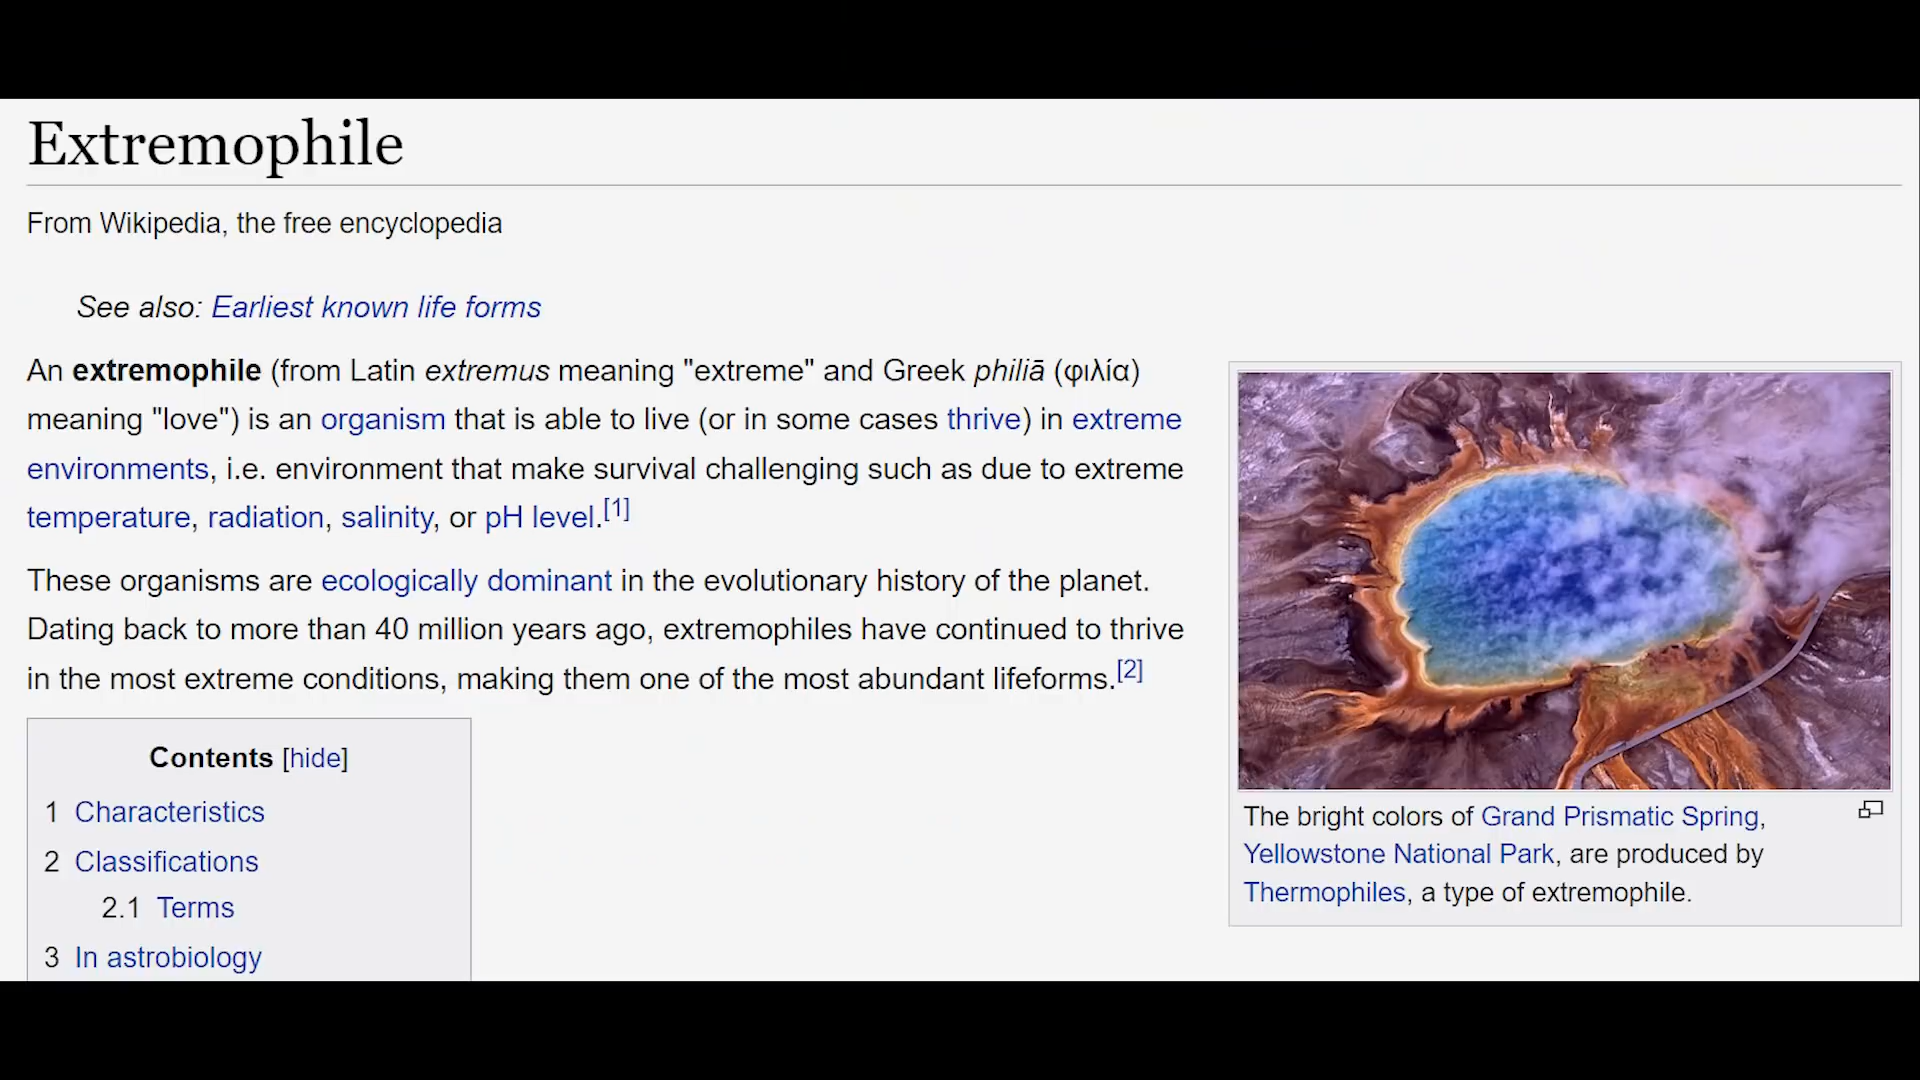 Extremophile
From Wikipedia, the free encyclopedia
See also: Earliest known life forms
An extremophile (from Latin extremus meaning "extreme" and Greek philiā (φιλία)
meaning "love") is an organism that is able to live (or in some cases thrive) in extreme
environments, i.e. environment that make survival challenging such as due to extreme
temperature, radiation, salinity, or pH level.[1]
These organisms are ecologically dominant in the evolutionary history of the planet.
Dating back to more than 40 million years ago, extremophiles have continued to thrive
in the most extreme conditions, making them one of the most abundant lifeforms.[2]
Contents [hide]
1 Characteristics
2 Classifications
2.1 Terms
3 In astrobiology
The bright colors of Grand Prismatic Spring,
Yellowstone National Park, are produced by
Thermophiles, a type of extremophile.